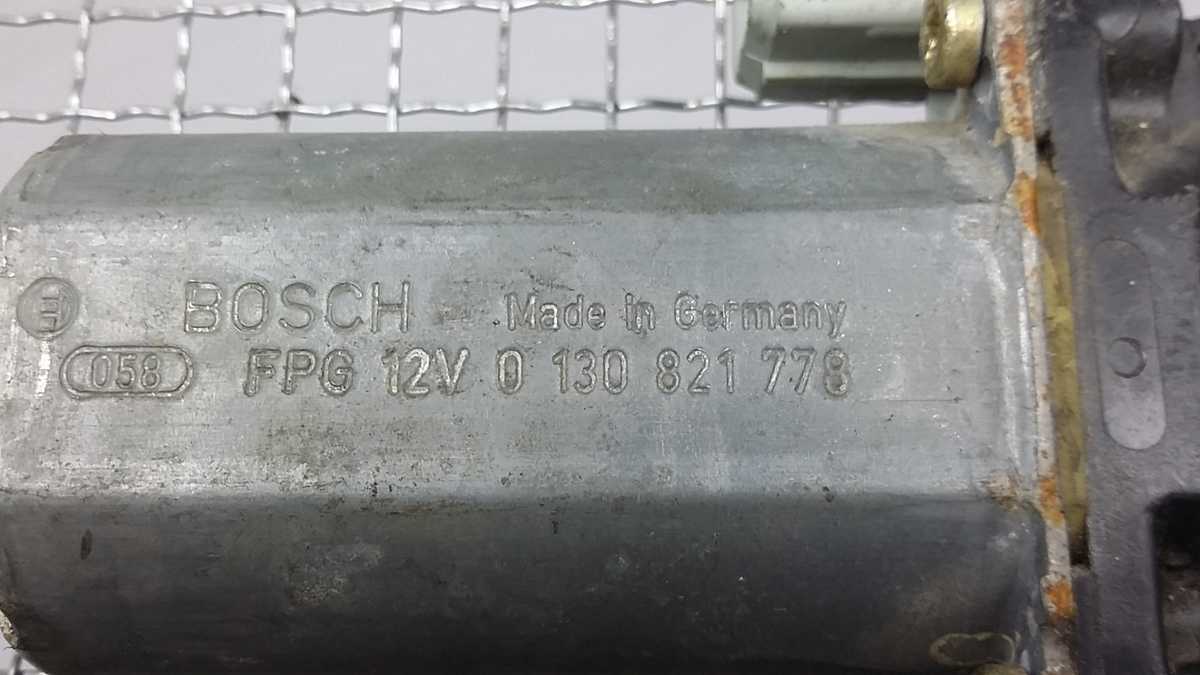 E BOSCH Made in Germany
058 FPG 12V 0 130 821 778